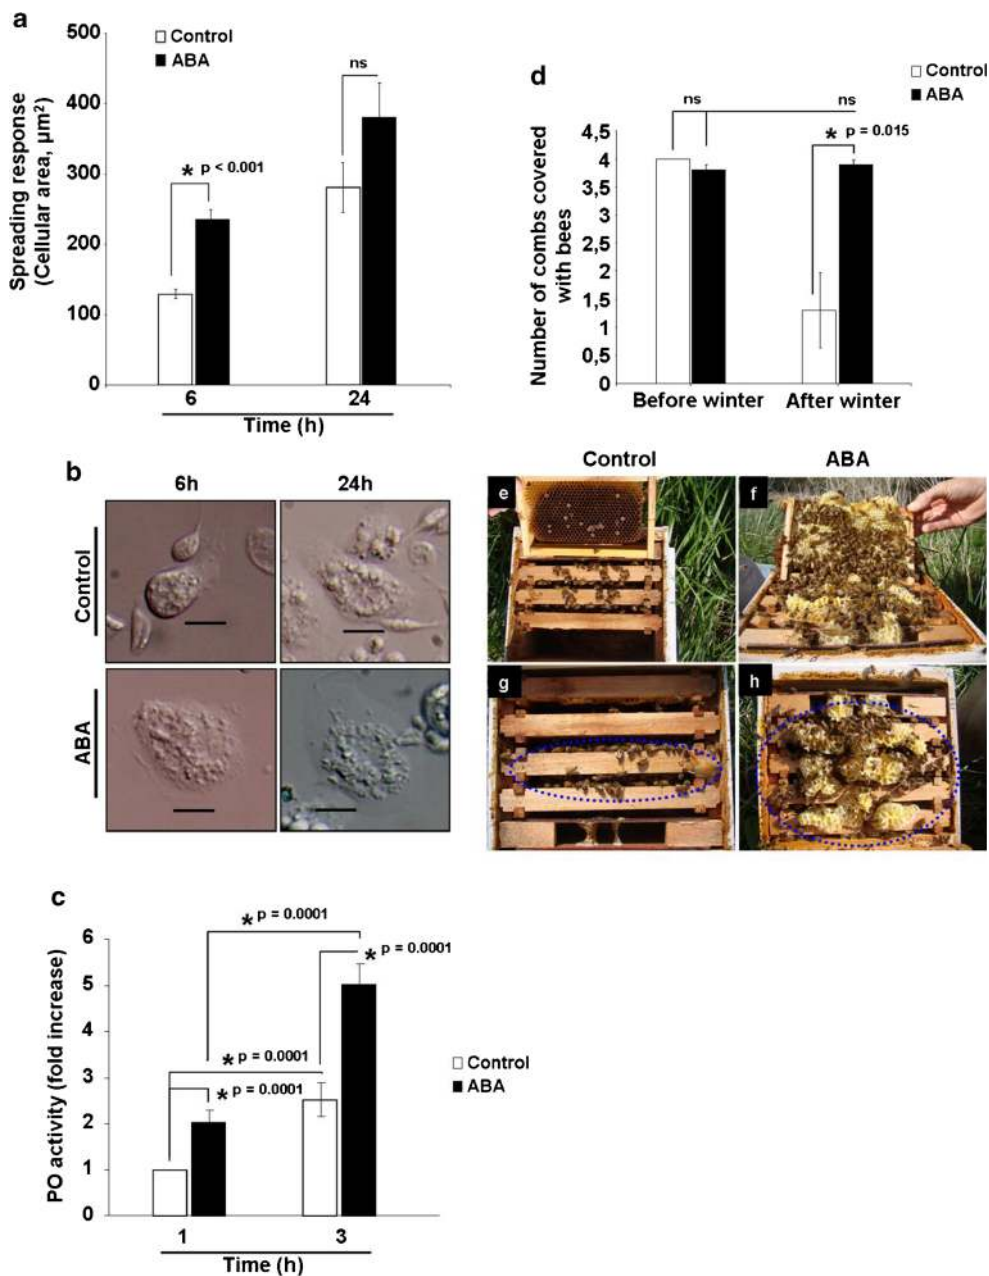 a
500
400
300
200
100
0
Spreading response
(Cellular area, µm²)
Control
ABA
ns
* p < 0.001
6
24
Time (h)
d
Control
ABA
ns
ns
* p = 0.015
4,5
4
3,5
3
2,5
2
1,5
1
0,5
0
Number of combs covered
with bees
Before winter
After winter
b
6h
24h
Control
ABA
Control
ABA
e
f
g
h
c
6
5
4
3
2
1
0
PO activity (fold increase)
* p = 0.0001
* p = 0.0001
* p = 0.0001
* p = 0.0001
Control
ABA
1
3
Time (h)